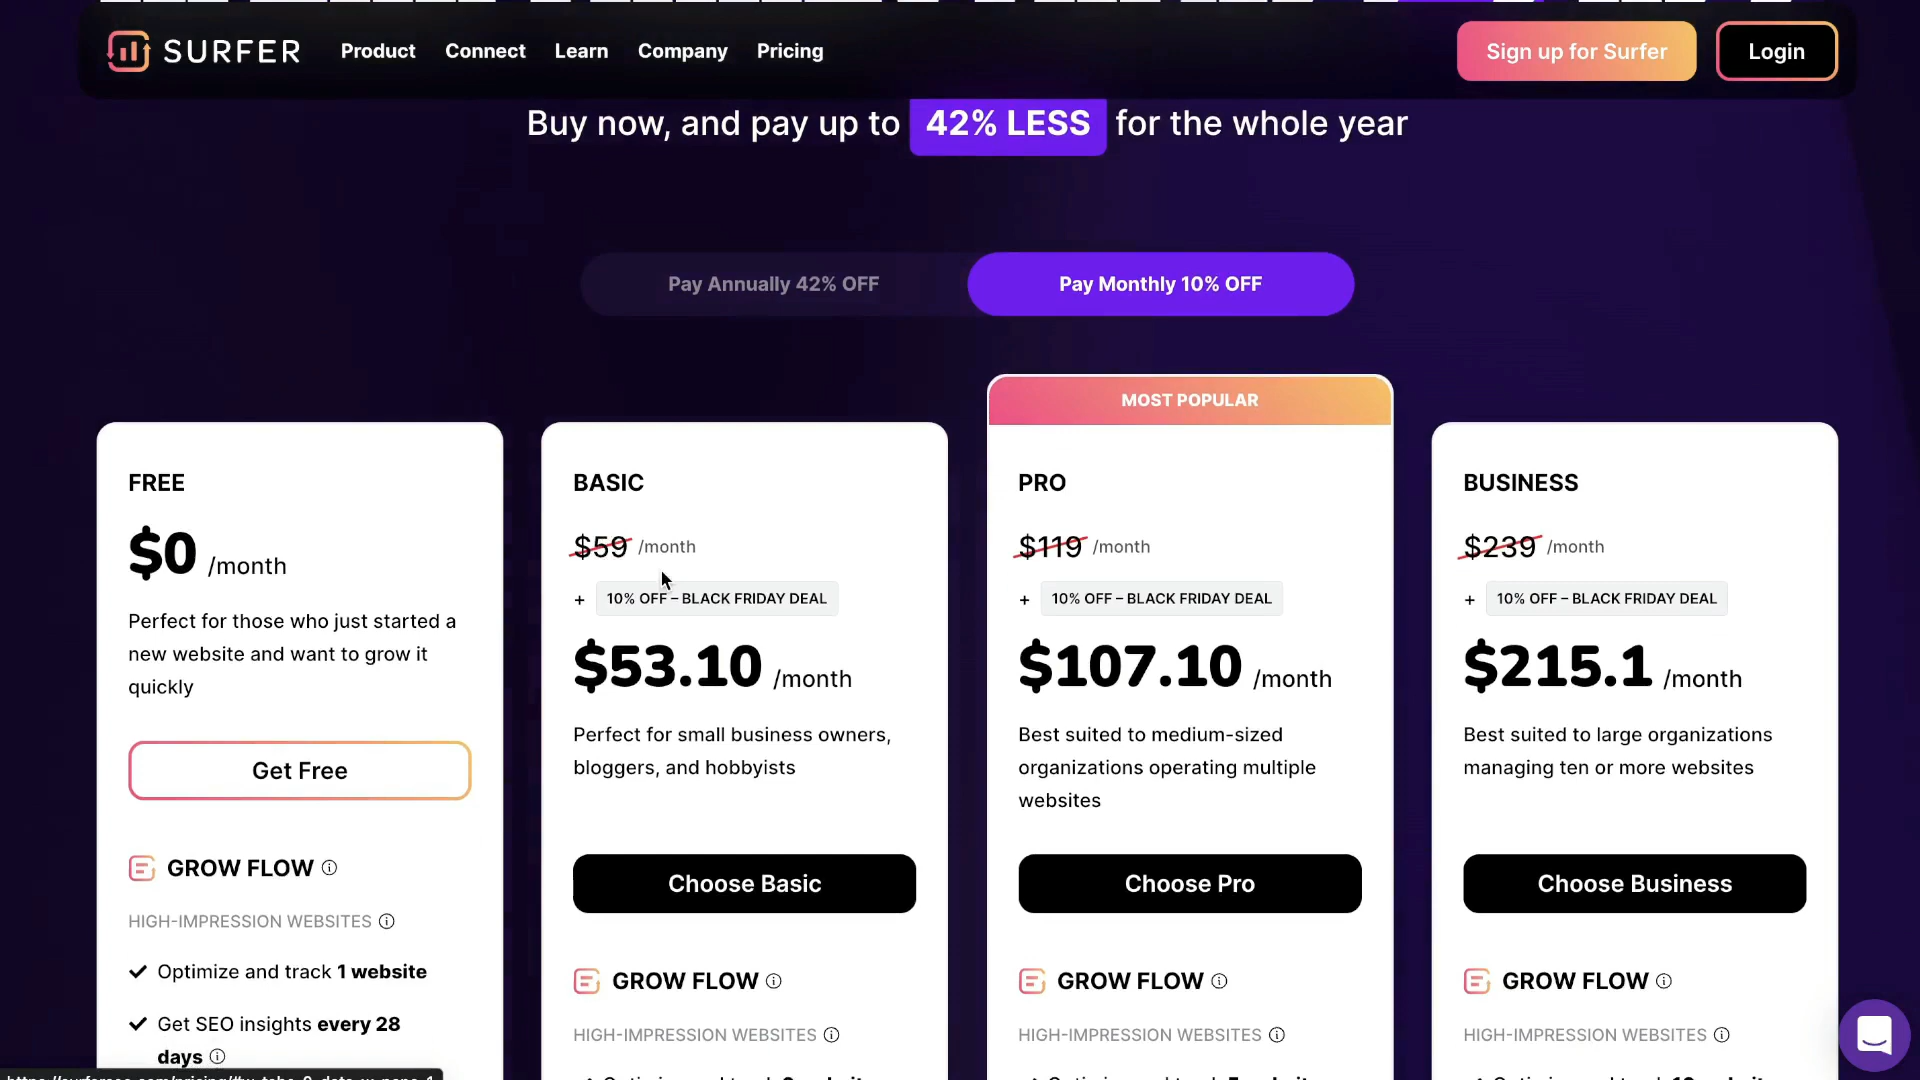 SURFER
Product
Connect
Learn
Company
Pricing
Sign up for Surfer
Login
Buy now, and pay up to 42% LESS for the whole year
Pay Annually 42% OFF
Pay Monthly 10% OFF
MOST POPULAR
FREE
$0 /month
Perfect for those who just started a
new website and want to grow it
quickly
Get Free
GROW FLOW
HIGH-IMPRESSION WEBSITES
Optimize and track 1 website
Get SEO insights every 28
days
BASIC
$59 /month
+ 10% OFF – BLACK FRIDAY DEAL
$53.10 /month
Perfect for small business owners,
bloggers, and hobbyists
Choose Basic
GROW FLOW
HIGH-IMPRESSION WEBSITES
PRO
$119 /month
+ 10% OFF – BLACK FRIDAY DEAL
$107.10 /month
Best suited to medium-sized
organizations operating multiple
websites
Choose Pro
GROW FLOW
HIGH-IMPRESSION WEBSITES
BUSINESS
$239 /month
+ 10% OFF – BLACK FRIDAY DEAL
$215.1 /month
Best suited to large organizations
managing ten or more websites
Choose Business
GROW FLOW
HIGH-IMPRESSION WEBSITES